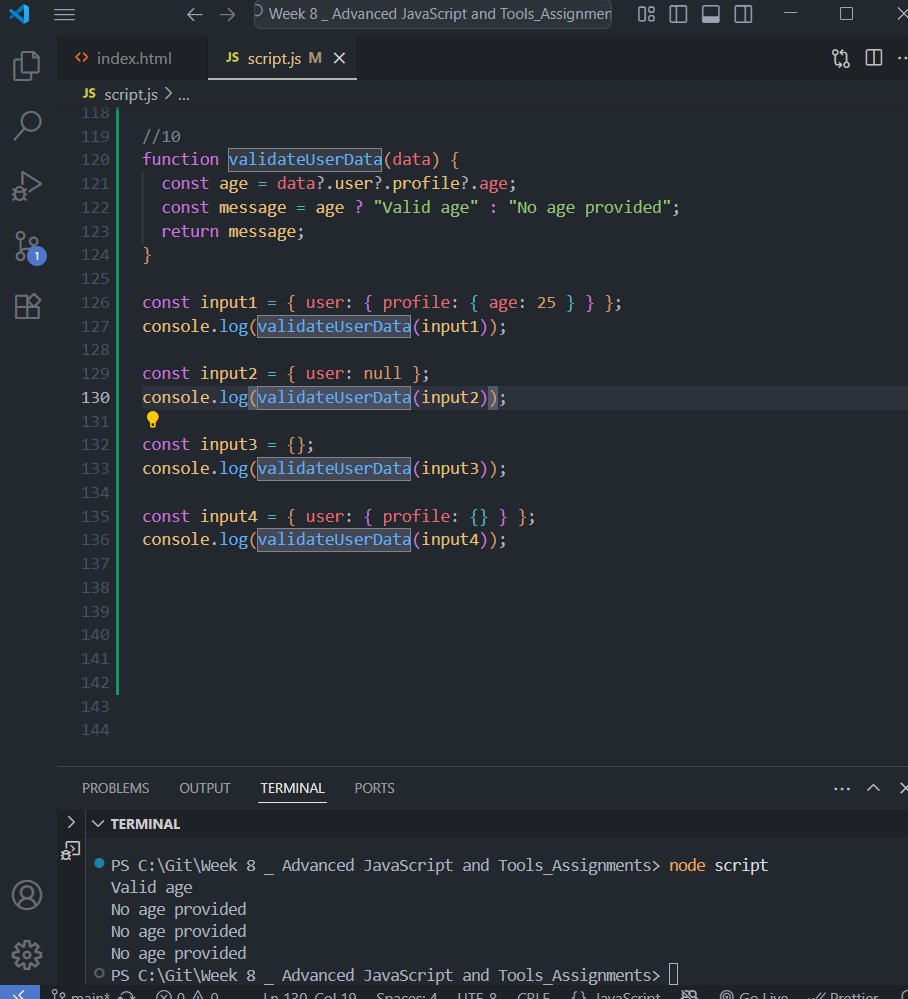 Week 8 _ Advanced JavaScript and Tools_Assignmen
index.html
JS script.js M
JS script.js > ...
118
119 //10
120 function validateUserData(data) {
121 const age = data?.user?.profile?.age;
122 const message = age ? "Valid age" : "No age provided";
123 return message;
124 }
125
126 const input1 = { user: { profile: { age: 25 } } };
127 console.log(validateUserData(input1));
128
129 const input2 = { user: null };
130 console.log(validateUserData(input2));
131
132 const input3 = {};
133 console.log(validateUserData(input3));
134
135 const input4 = { user: { profile: {} } };
136 console.log(validateUserData(input4));
137
138
139
140
141
142
143
144
1
PROBLEMS OUTPUT TERMINAL PORTS
TERMINAL
PS C:\Git\Week 8 _ Advanced JavaScript and Tools_Assignments> node script
Valid age
No age provided
No age provided
No age provided
PS C:\Git\Week 8 _ Advanced JavaScript and Tools_Assignments>
main* 0 0 Ln 130, Col 19 Spaces: 4 UTF-8 CRLF {} JavaScript Go Live Prettier